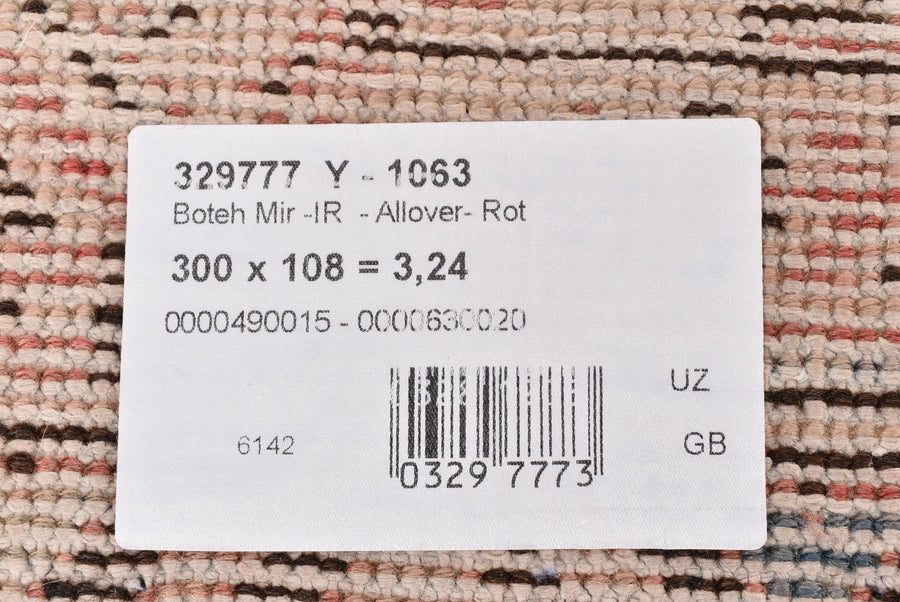 329777 Y - 1063
Boteh Mir -IR - Allover- Rot
300 x 108 = 3,24
0000490015 - 0000630020
UZ
6142
GB
0329 7773